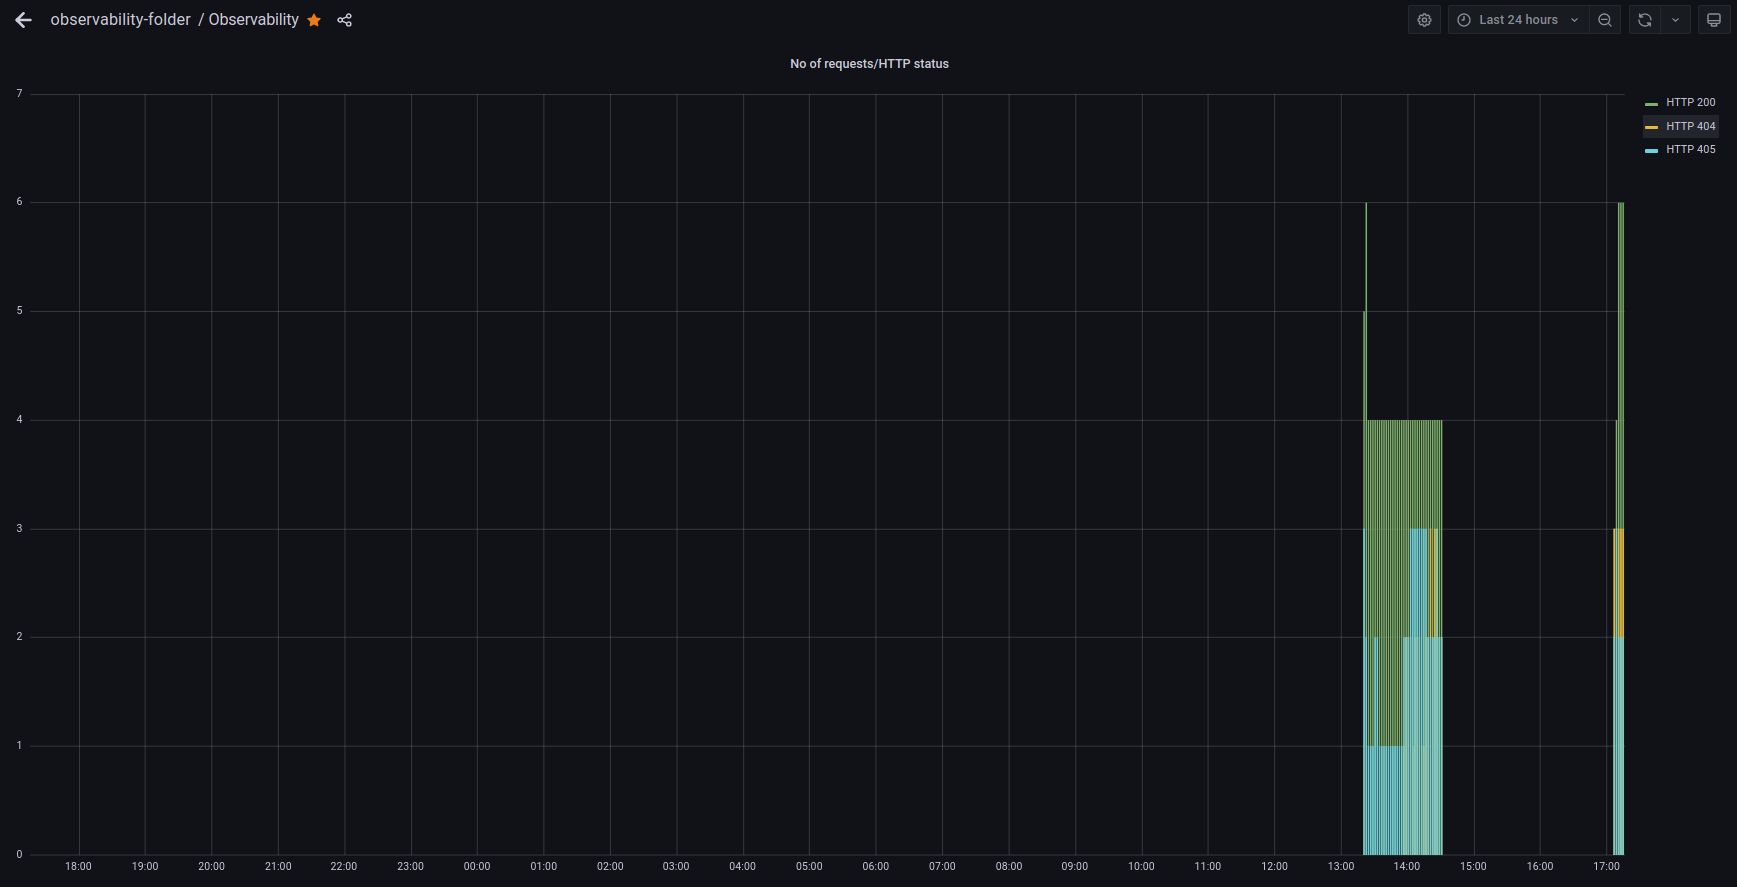 observability-folder / Observability
Last 24 hours
No of requests/HTTP status
7
6
5
4
3
2
1
0
HTTP 200
HTTP 404
HTTP 405
18:00 19:00 20:00 21:00 22:00 23:00 00:00 01:00 02:00 03:00 04:00 05:00 06:00 07:00 08:00 09:00 10:00 11:00 12:00 13:00 14:00 15:00 16:00 17:00